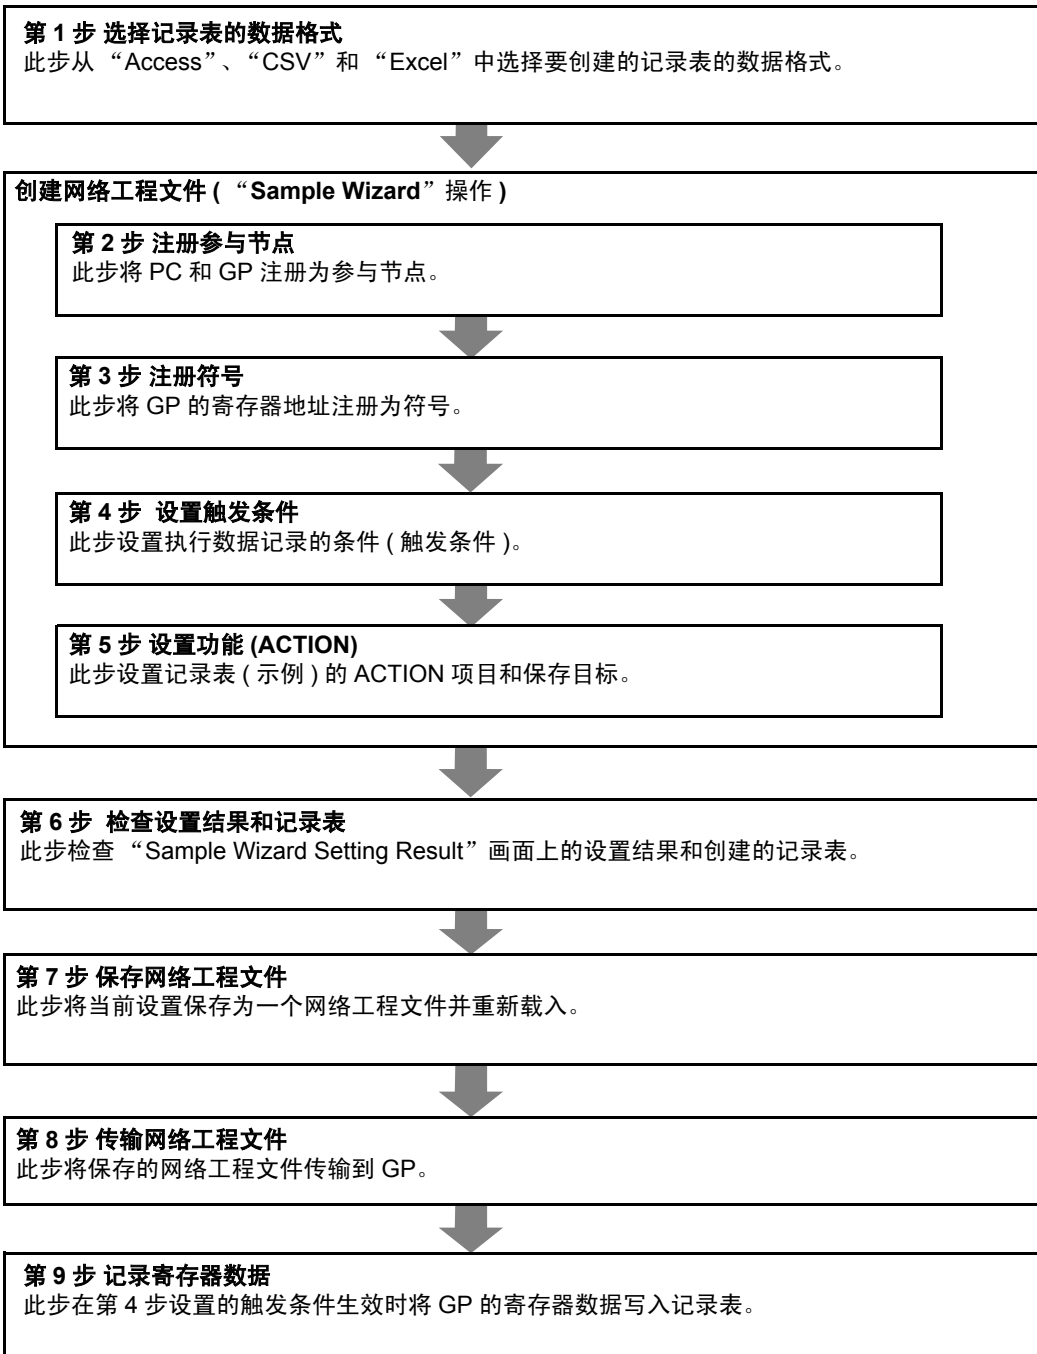 第 1 步 选择记录表的数据格式
此步从 “Access”、“CSV”和 “Excel”中选择要创建的记录表的数据格式。
创建网络工程文件 ( “Sample Wizard”操作 )
第 2 步 注册参与节点
此步将 PC 和 GP 注册为参与节点。
第 3 步 注册符号
此步将 GP 的寄存器地址注册为符号。
第 4 步 设置触发条件
此步设置执行数据记录的条件 ( 触发条件 )。
第 5 步 设置功能 (ACTION)
此步设置记录表 ( 示例 ) 的 ACTION 项目和保存目标。
第 6 步 检查设置结果和记录表
此步检查 “Sample Wizard Setting Result”画面上的设置结果和创建的记录表。
第 7 步 保存网络工程文件
此步将当前设置保存为一个网络工程文件并重新载入。
第 8 步 传输网络工程文件
此步将保存的网络工程文件传输到 GP。
第 9 步 记录寄存器数据
此步在第 4 步设置的触发条件生效时将 GP 的寄存器数据写入记录表。